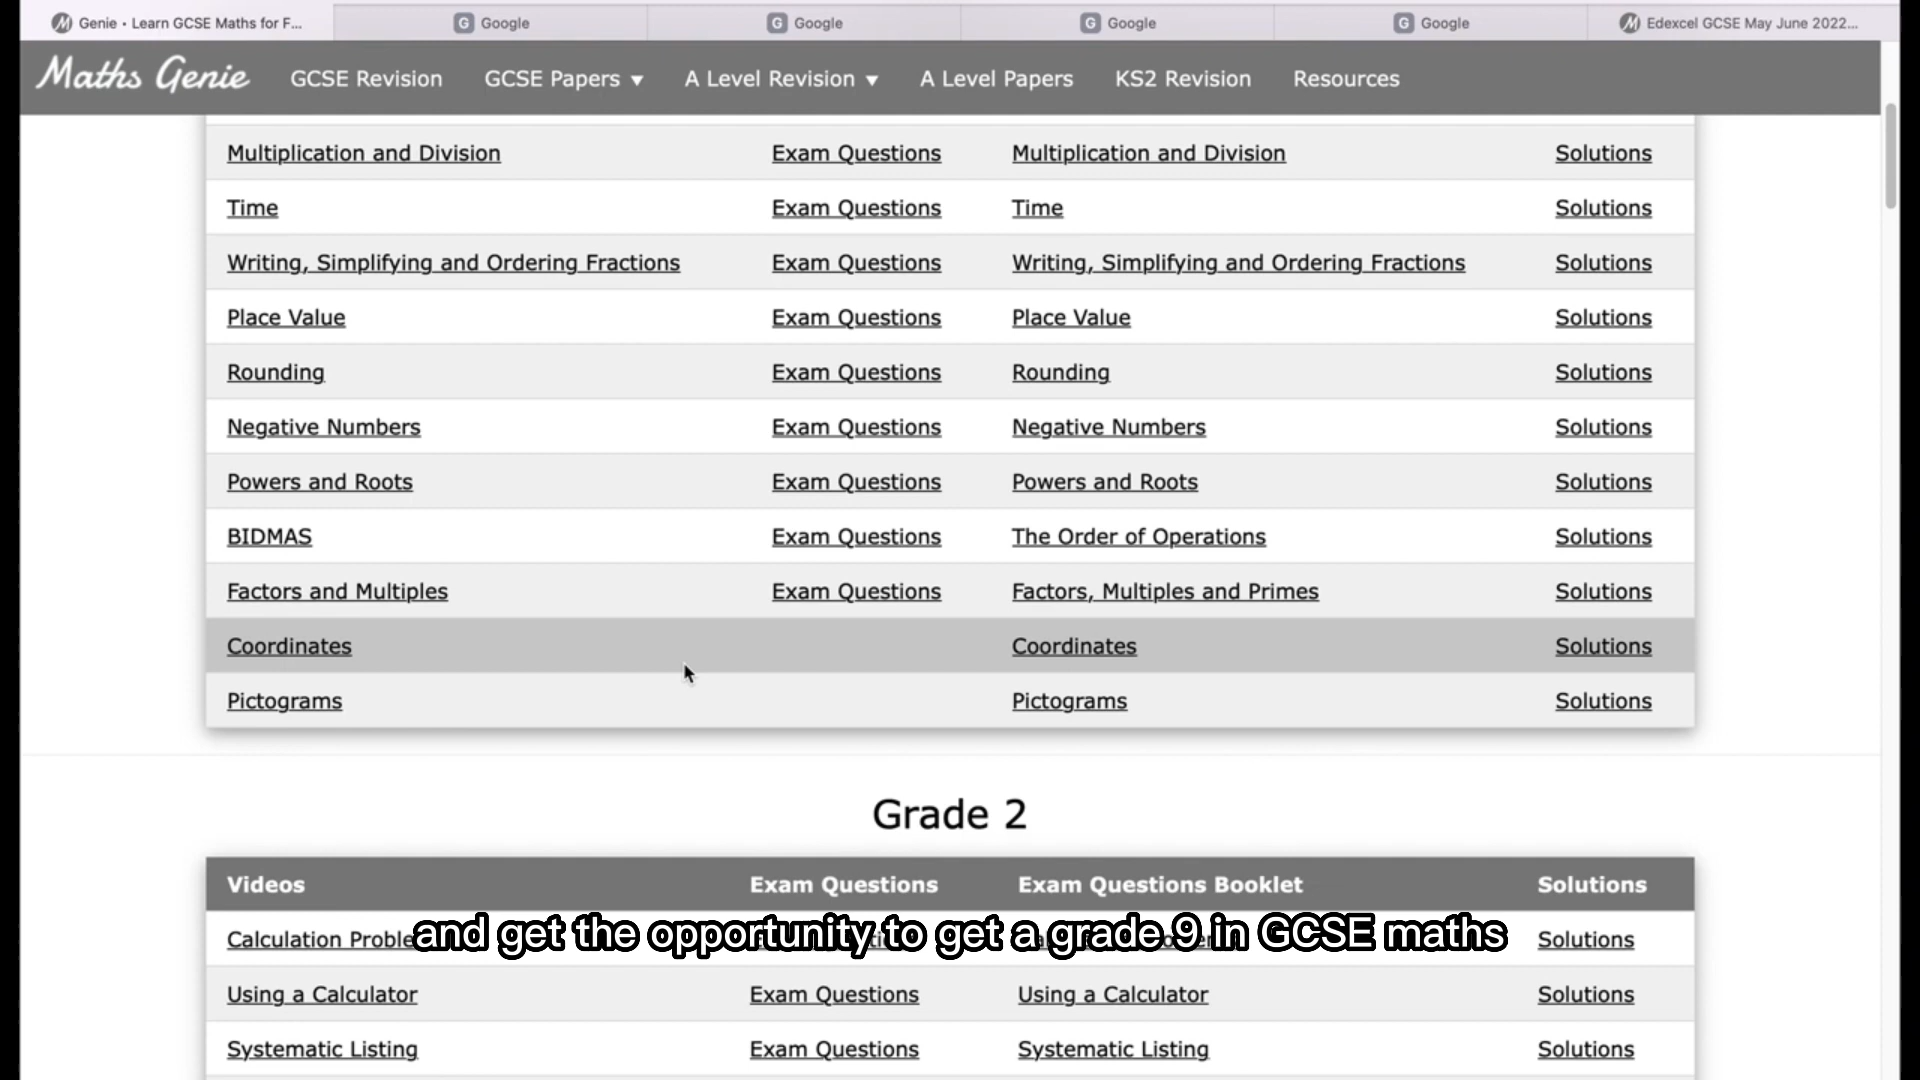 Genie • Learn GCSE Maths for F... Google Google Google Google Edexcel GCSE May June 2022...
Maths Genie GCSE Revision GCSE Papers ▼ A Level Revision ▼ A Level Papers KS2 Revision Resources
Multiplication and Division Exam Questions Multiplication and Division Solutions
Time Exam Questions Time Solutions
Writing, Simplifying and Ordering Fractions Exam Questions Writing, Simplifying and Ordering Fractions Solutions
Place Value Exam Questions Place Value Solutions
Rounding Exam Questions Rounding Solutions
Negative Numbers Exam Questions Negative Numbers Solutions
Powers and Roots Exam Questions Powers and Roots Solutions
BIDMAS Exam Questions The Order of Operations Solutions
Factors and Multiples Exam Questions Factors, Multiples and Primes Solutions
Coordinates Coordinates Solutions
Pictograms Pictograms Solutions
Grade 2
Videos Exam Questions Exam Questions Booklet Solutions
Calculation Solutions
and get the opportunity to get a grade 9 in GCSE maths
Using a Calculator Exam Questions Using a Calculator Solutions
Systematic Listing Exam Questions Systematic Listing Solutions